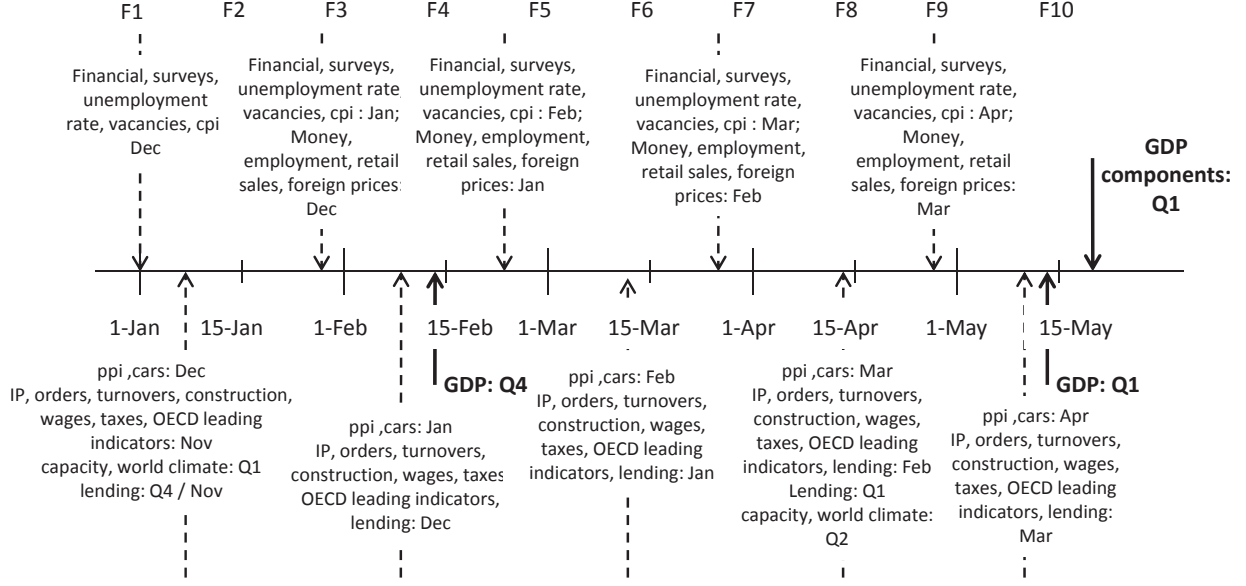 F1 F2 F3 F4 F5 F6 F7 F8 F9 F10
Financial, surveys,
unemployment
rate, vacancies, cpi
Dec
Financial, surveys,
unemployment rate,
vacancies, cpi : Jan;
Money,
employment, retail
sales, foreign prices:
Dec
Financial, surveys,
unemployment rate,
vacancies, cpi : Feb;
Money, employment,
retail sales, foreign
prices: Jan
Financial, surveys,
unemployment rate,
vacancies, cpi : Mar;
Money, employment,
retail sales, foreign
prices: Feb
Financial, surveys,
unemployment rate,
vacancies, cpi : Apr;
Money,
employment, retail
sales, foreign prices:
Mar
GDP
components:
Q1
1-Jan 15-Jan 1-Feb 15-Feb 1-Mar 15-Mar 1-Apr 15-Apr 1-May 15-May
ppi ,cars: Dec
IP, orders, turnovers, construction,
wages, taxes, OECD leading
indicators: Nov
capacity, world climate: Q1
lending: Q4 / Nov
ppi ,cars: Jan
IP, orders, turnovers,
construction, wages, taxes
OECD leading indicators,
lending: Dec
GDP: Q4
ppi ,cars: Feb
IP, orders, turnovers,
construction, wages,
taxes, OECD leading
indicators, lending: Jan
ppi ,cars: Mar
IP, orders, turnovers,
construction, wages,
taxes, OECD leading
indicators, lending: Feb
Lending: Q1
capacity, world climate:
Q2
GDP: Q1
ppi ,cars: Apr
IP, orders, turnovers,
construction, wages,
taxes, OECD leading
indicators, lending:
Mar